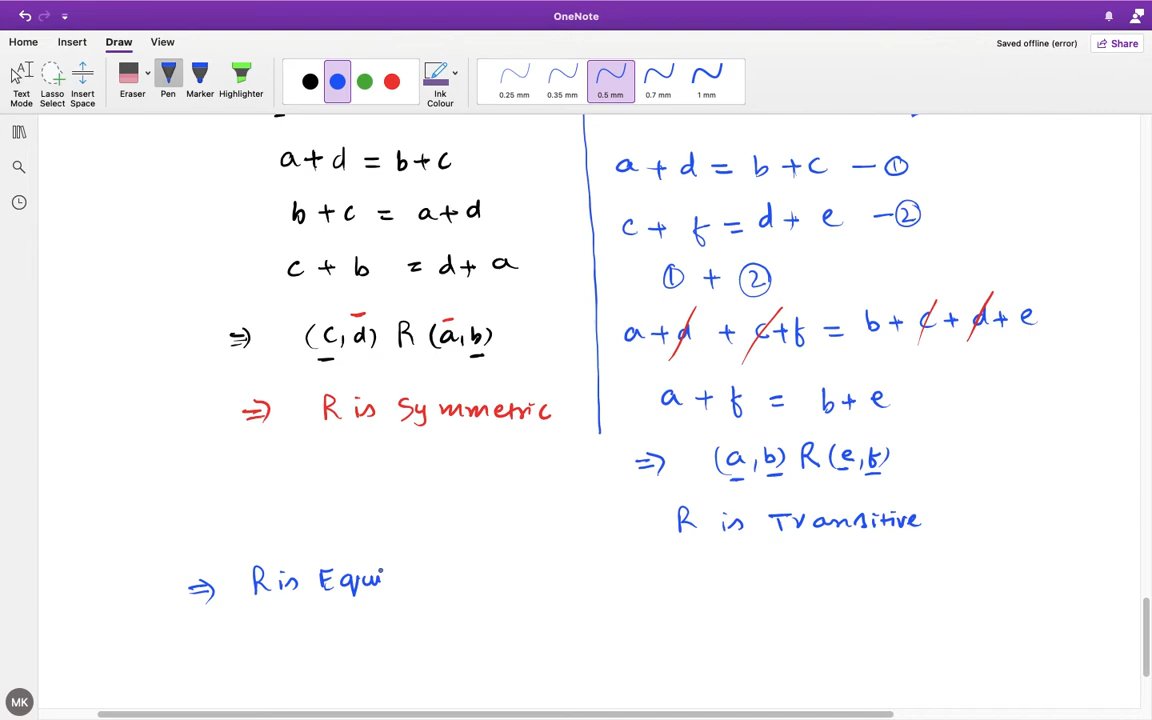 OneNote
Home Insert Draw View
Saved offline (error)
Share
Text Mode
Lasso Select
Insert Space
Eraser
Pen
Marker
Highlighter
Ink Colour
0.25 mm
0.35 mm
0.5 mm
0.7 mm
1 mm
a+d = b+c
b+c = a+d
c + b = d+ a
⇒ (c,d) R (a,b)
⇒ R is Symmetric
a + d = b + c — ①
c + f = d + e — ②
① + ②
a + d + c + f = b + c + d + e
a + f = b + e
⇒ (a,b) R (e,f)
R is Transitive
⇒ R is Equi
MK